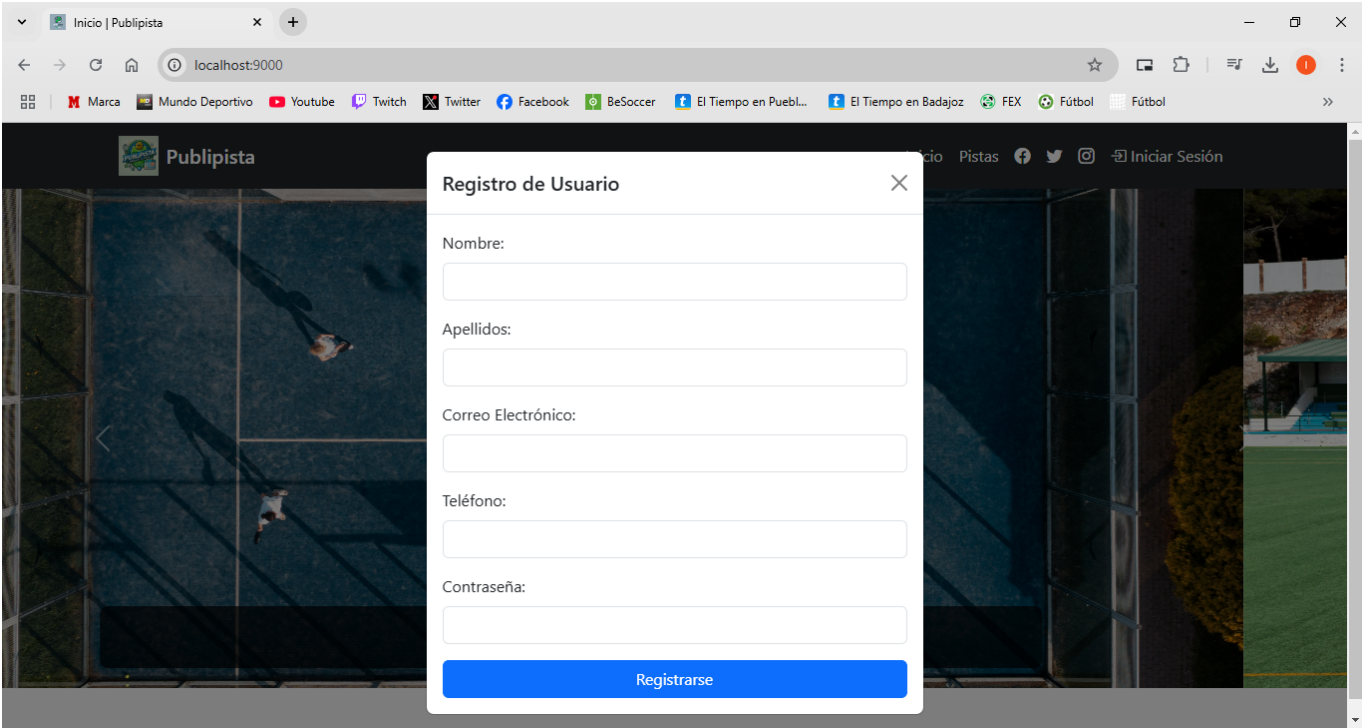 Inicio | Publipista
localhost:9000
Marca Mundo Deportivo Youtube Twitch Twitter Facebook BeSoccer El Tiempo en Puebl... El Tiempo en Badajoz FEX Fútbol Fútbol
Publipista
cio Pistas Iniciar Sesión
Registro de Usuario
Nombre:
Apellidos:
Correo Electrónico:
Teléfono:
Contraseña:
Registrarse